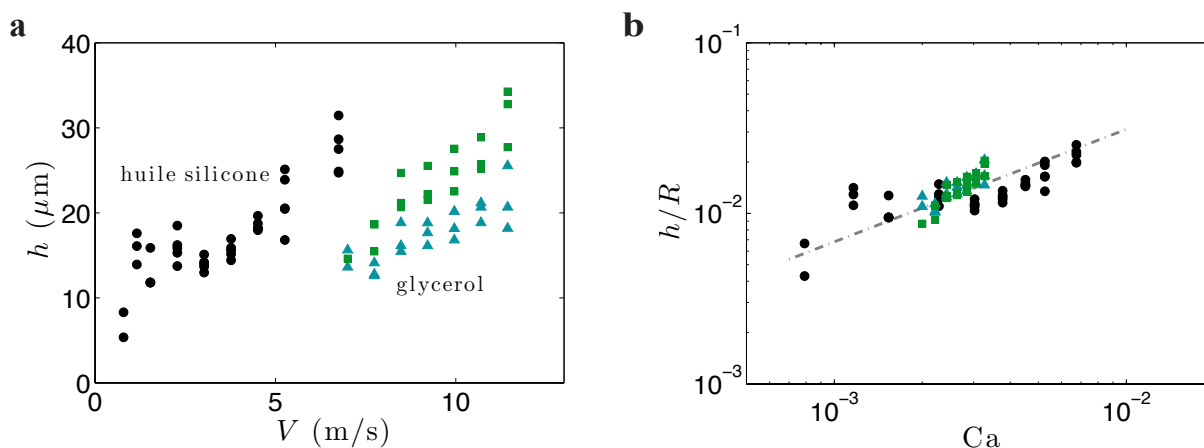 a
40
30
20
10
0
0
5
10
h (μm)
V (m/s)
huile silicone
glycerol
b
10⁻¹
10⁻²
10⁻³
10⁻³
10⁻²
h/R
Ca